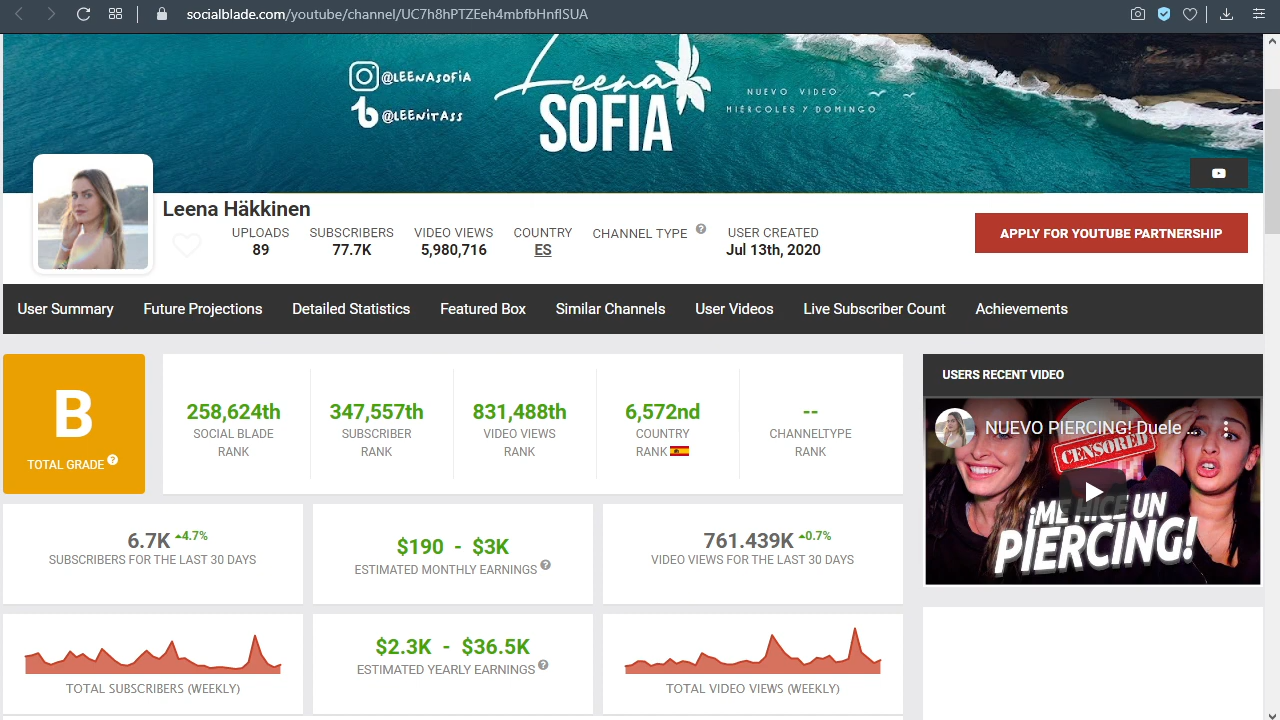 socialblade.com/youtube/channel/UC7h8hPTZEeh4mbfbHnflSUA
@LEENASOFiA
@LEENiTASS
Leena
SOFIA
NUEVO VIDEO
MIÉRCOLES Y DOMINGO
Leena Häkkinen
UPLOADS SUBSCRIBERS VIDEO VIEWS COUNTRY CHANNEL TYPE ? USER CREATED
89 77.7K 5,980,716 ES Jul 13th, 2020
APPLY FOR YOUTUBE PARTNERSHIP
User Summary Future Projections Detailed Statistics Featured Box Similar Channels User Videos Live Subscriber Count Achievements
B
TOTAL GRADE ?
258,624th 347,557th 831,488th 6,572nd --
SOCIAL BLADE SUBSCRIBER VIDEO VIEWS COUNTRY CHANNELTYPE
RANK RANK RANK RANK RANK
USERS RECENT VIDEO
NUEVO PIERCING! Duele ...
CENSORED
¡ME HICE UN
PIERCING!
6.7K 4.7%
SUBSCRIBERS FOR THE LAST 30 DAYS
$190 - $3K
ESTIMATED MONTHLY EARNINGS ?
761.439K 0.7%
VIDEO VIEWS FOR THE LAST 30 DAYS
TOTAL SUBSCRIBERS (WEEKLY)
$2.3K - $36.5K
ESTIMATED YEARLY EARNINGS ?
TOTAL VIDEO VIEWS (WEEKLY)